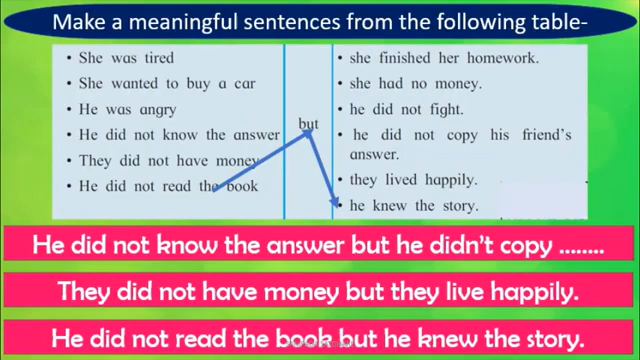 Make a meaningful sentences from the following table-
• She was tired
• She wanted to buy a car
• He was angry
• He did not know the answer
• They did not have money
• He did not read the book
but
• she finished her homework.
• she had no money.
• he did not fight.
• he did not copy his friend's
answer.
• they lived happily.
• he knew the story.
He did not know the answer but he didn't copy ........
They did not have money but they live happily.
He did not read the book but he knew the story.